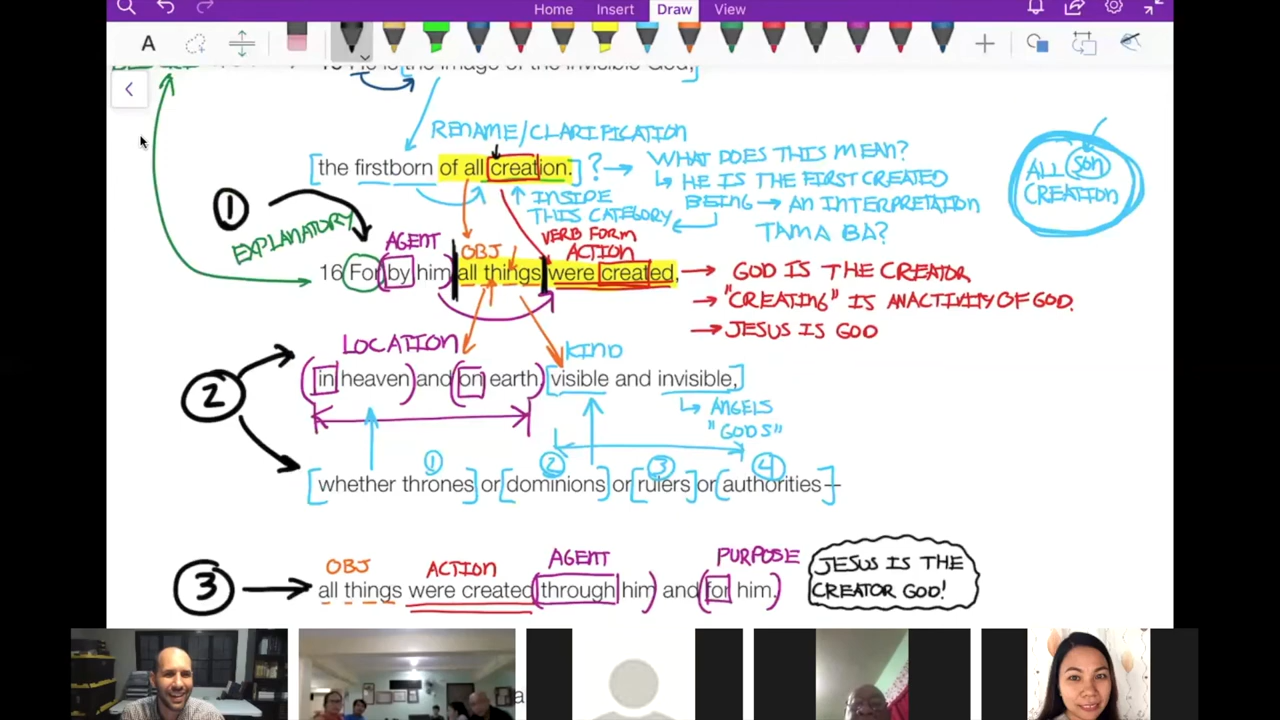 Home Insert Draw View
A
He is the image of the invisible God,
RENAME/CLARIFICATION
the firstborn of all creation. ? → WHAT DOES THIS MEAN?
↳ HE IS THE FIRST CREATED
BEING → AN INTERPRETATION
TAMA BA?
ALL SON
CREATION
INSIDE
THIS CATEGORY
1
EXPLANATORY
VERB FORM
AGENT OBJ ACTION
16 For by him all things were created, → GOD IS THE CREATOR
→ "CREATING" IS AN ACTIVITY OF GOD.
→ JESUS IS GOD
LOCATION KIND
2
(in heaven) and (on earth,) [visible and invisible,]
↳ ANGELS
"GODS"
1 2 3 4
[whether thrones] or [dominions] or [rulers] or [authorities]—
OBJ ACTION AGENT PURPOSE
3 → all things were created (through him) and (for him.)
JESUS IS THE
CREATOR GOD!